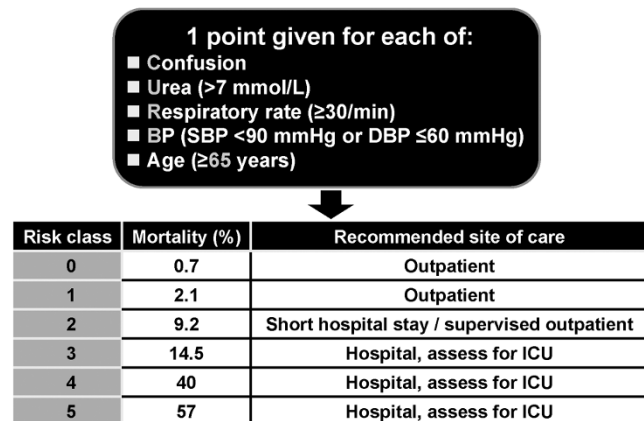 1 point given for each of:
Confusion
Urea (>7 mmol/L)
Respiratory rate (≥30/min)
BP (SBP <90 mmHg or DBP ≤60 mmHg)
Age (≥65 years)
Risk class Mortality (%) Recommended site of care
0 0.7 Outpatient
1 2.1 Outpatient
2 9.2 Short hospital stay / supervised outpatient
3 14.5 Hospital, assess for ICU
4 40 Hospital, assess for ICU
5 57 Hospital, assess for ICU